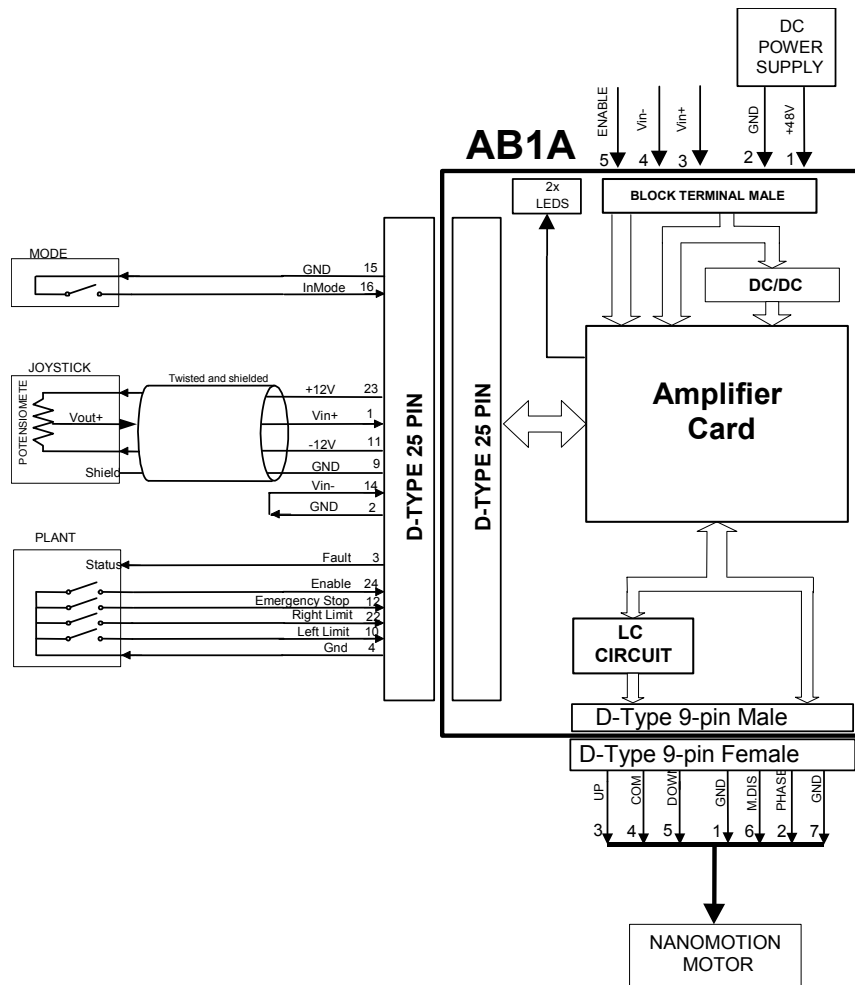 DC
POWER
SUPPLY
ENABLE
Vin-
Vin+
GND
+48V
5
4
3
2
1
AB1A
2x
LEDS
BLOCK TERMINAL MALE
DC/DC
Amplifier
Card
D-TYPE 25 PIN
D-TYPE 25 PIN
MODE
GND 15
InMode 16
JOYSTICK
POTENSIOMETE
Vout+
Shield
Twisted and shielded
+12V 23
Vin+ 1
-12V 11
GND 9
Vin- 14
GND 2
PLANT
Status
Fault 3
Enable 24
Emergency Stop 12
Right Limit 22
Left Limit 10
Gnd 4
LC
CIRCUIT
D-Type 9-pin Male
D-Type 9-pin Female
UP
COM
DOWN
GND
M.DIS
PHASE
GND
3
4
5
1
6
2
7
NANOMOTION
MOTOR